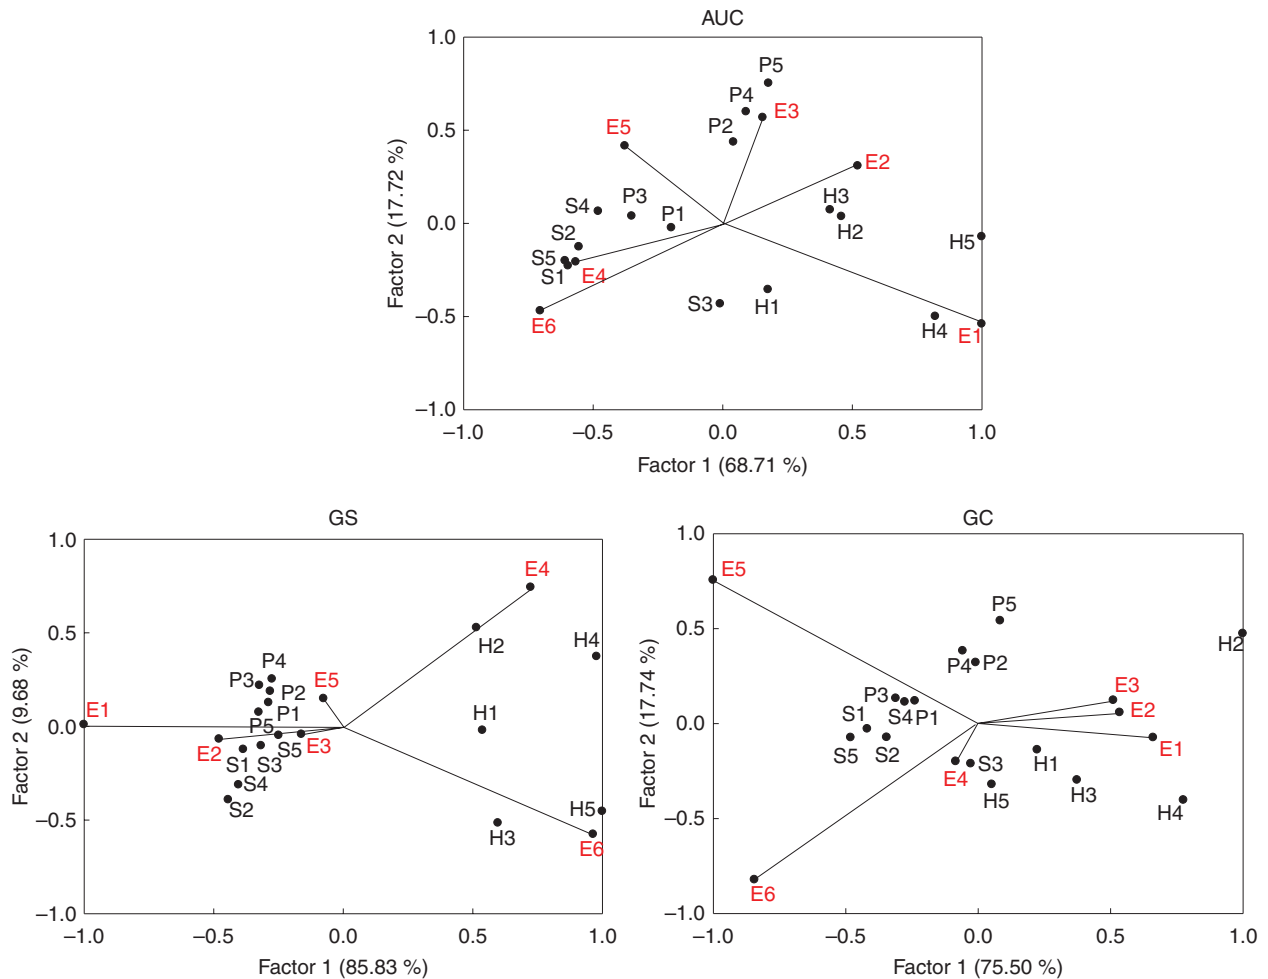 AUC
1.0
P5
P4
E3
E5
P2
0.5
E2
P3
H3
S4
P1
0.0
S2
H2
H5
S5
S1
E4
S3
H1
−0.5
E6
H4
E1
−1.0
−1.0 −0.5 0.0 0.5 1.0
Factor 1 (68.71 %)
Factor 2 (17.72 %)
GS
1.0
E4
0.5
H2
H4
P4
P3
E5
P2
E1
P1
H1
0.0
P5
E2
E3
S5
S1 S3
S4
S2
H5
−0.5
H3
E6
−1.0
−1.0 −0.5 0.0 0.5 1.0
Factor 1 (85.83 %)
Factor 2 (9.68 %)
GC
1.0
E5
P5
0.5
H2
P4 P2
E3
P3
E2
S1
S4 P1
0.0
E1
S5 S2
S3
H1
E4
H5
H3
H4
−0.5
E6
−1.0
−1.0 −0.5 0.0 0.5 1.0
Factor 1 (75.50 %)
Factor 2 (17.74 %)